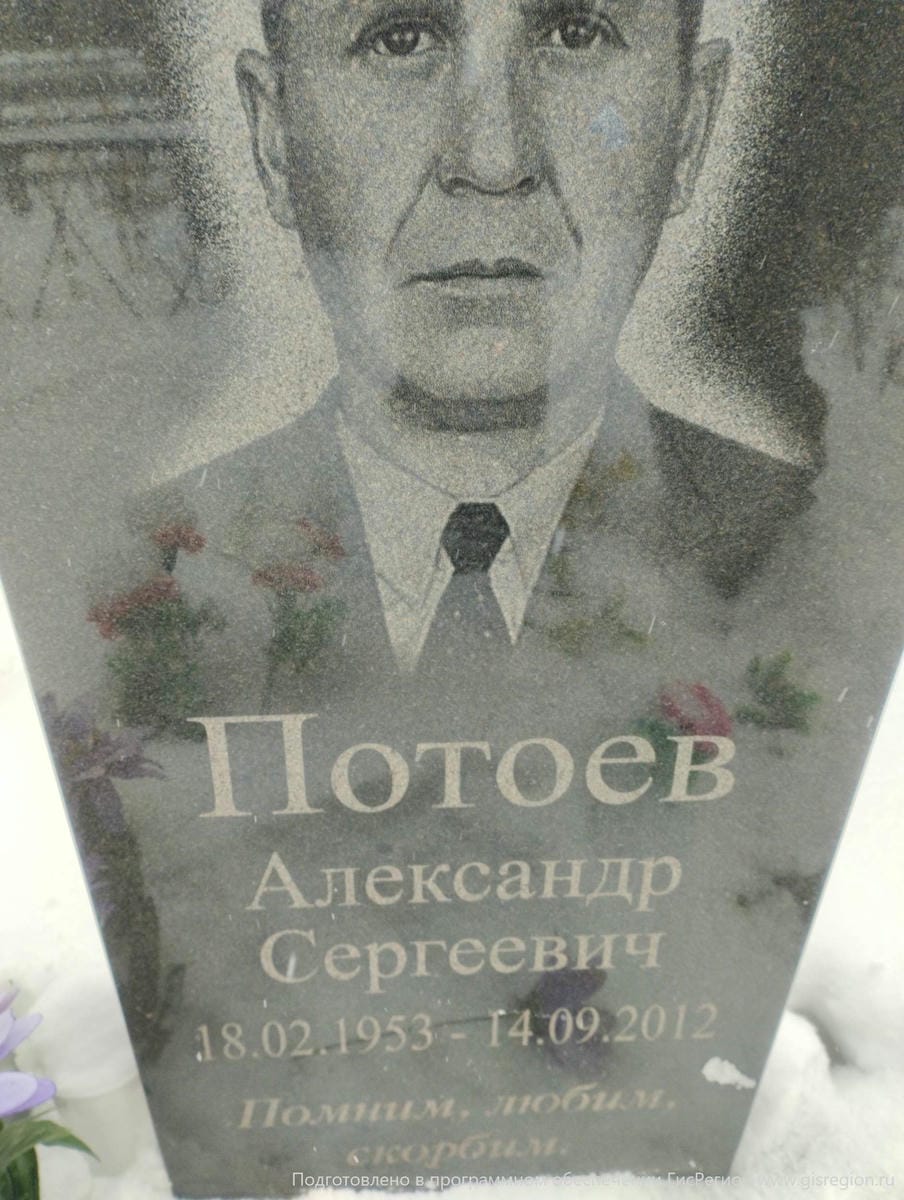 Потоев
Александр
Сергеевич
18.02.1953 - 14.09.2012
Помним, любим,
скорбим.
Подготовлено в программном обеспечении ГисРегион www.gisregion.ru